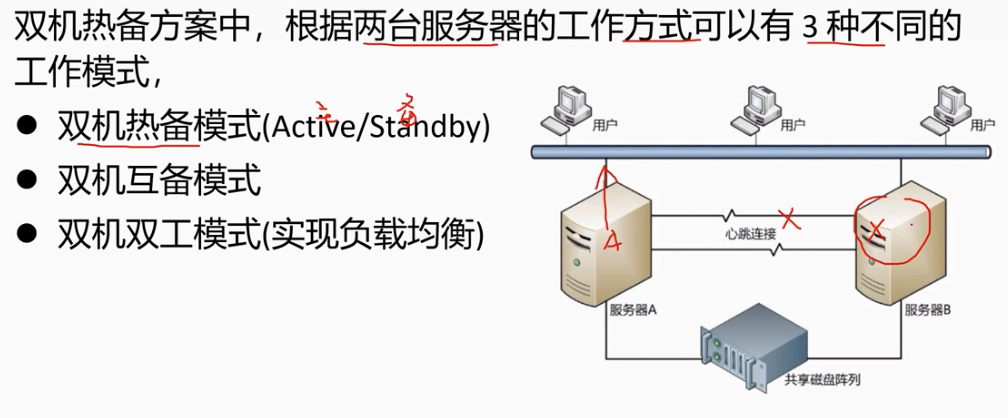 双机热备方案中，根据两台服务器的工作方式可以有 3 种不同的
工作模式，
主 备
● 双机热备模式(Active/Standby)
● 双机互备模式
● 双机双工模式(实现负载均衡)
用户 用户 用户
A
心跳连接
服务器A 服务器B
共享磁盘阵列